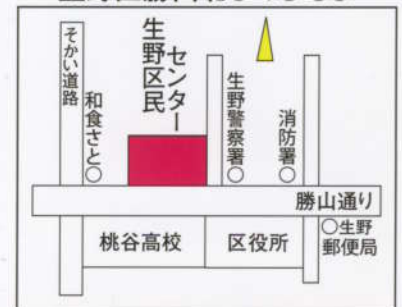 そかい道路
和食さと
生野区民
センター
生野警察署
消防署
勝山通り
桃谷高校
区役所
生野
郵便局